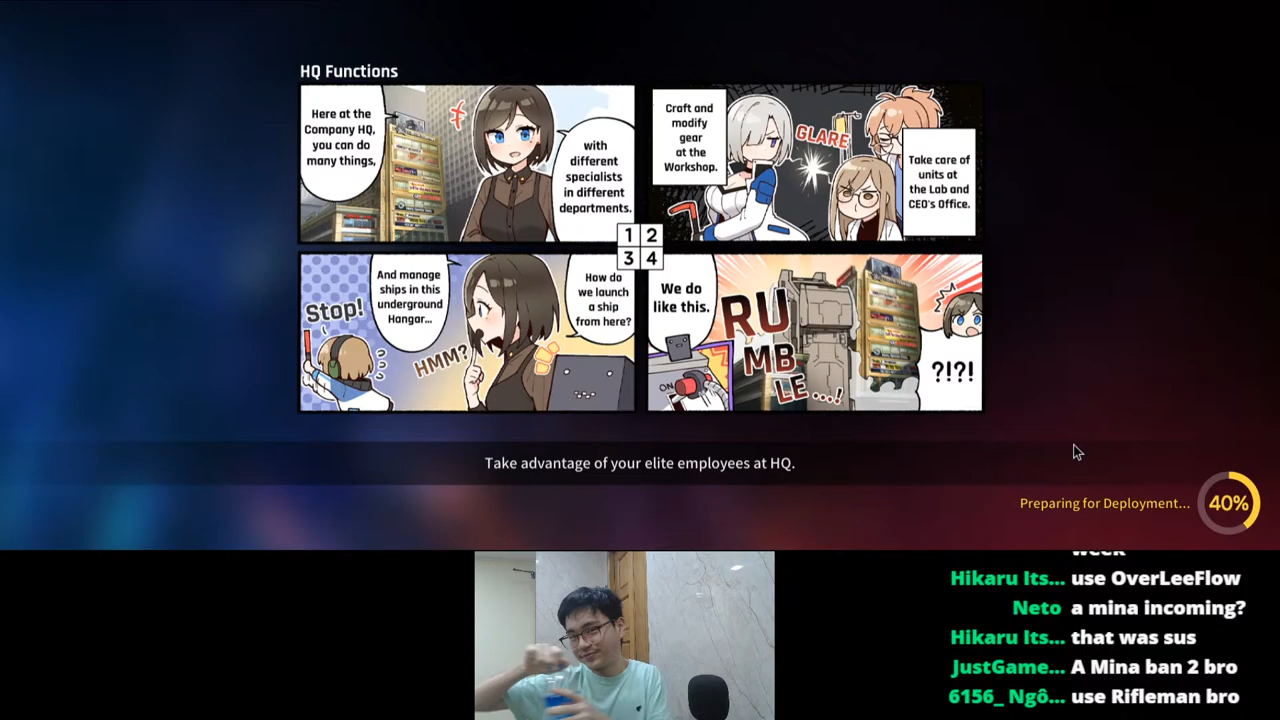 HQ Functions
Here at the
Company HQ,
you can do
many things,
with
different
specialists
in different
departments.
Craft and
modify
gear
at the
Workshop.
GLARE
Take care of
units at
the Lab and
CEO's Office.
1 2
3 4
Stop!
And manage
ships in this
underground
Hangar...
HMM?
How do
we launch
a ship
from here?
We do
like this.
ON
RU
MB
LE...!
?!?!
Take advantage of your elite employees at HQ.
Preparing for Deployment... 40%
week
Hikaru Its... use OverLeeFlow
Neto a mina incoming?
Hikaru Its... that was sus
JustGame... A Mina ban 2 bro
6156_ Ngô... use Rifleman bro